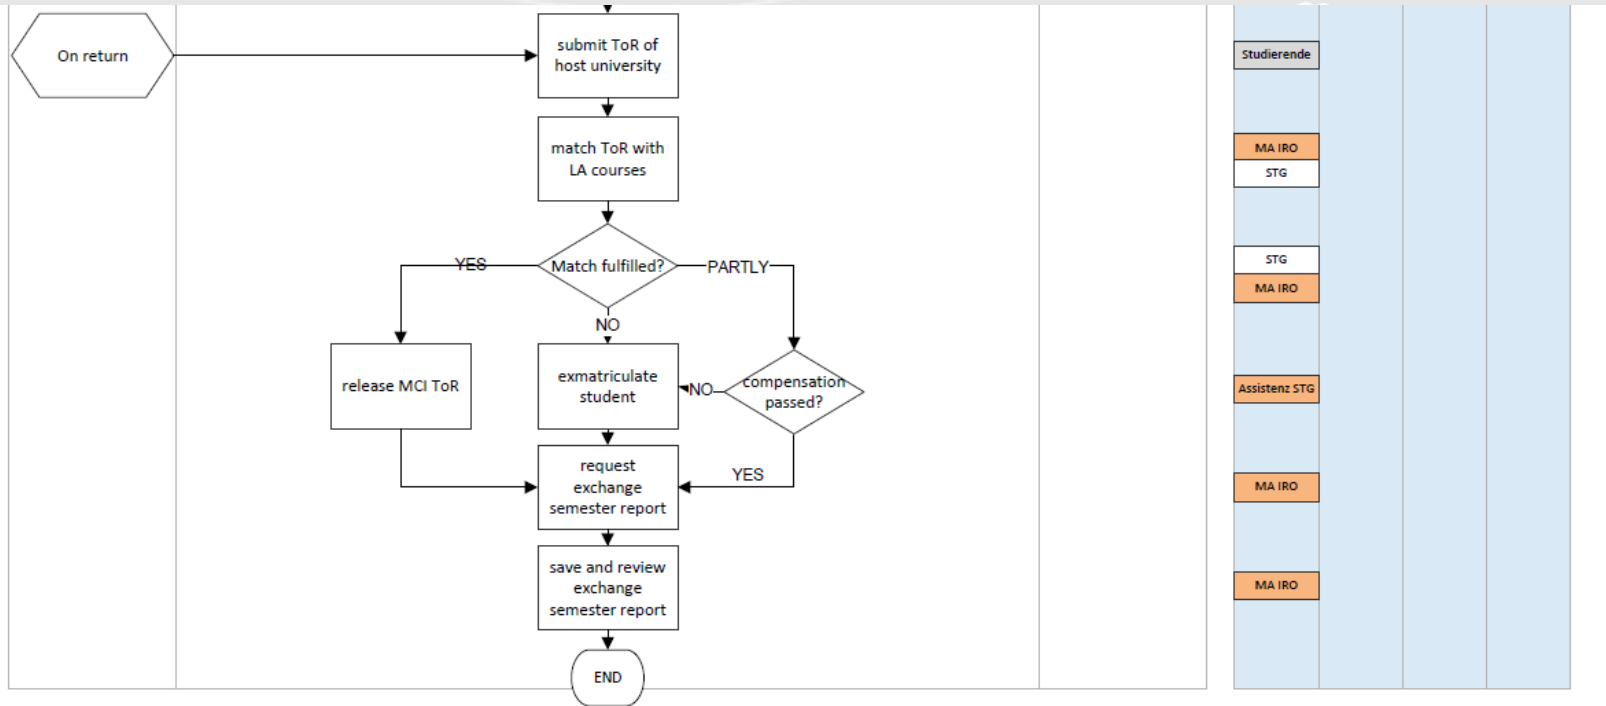 On return
submit ToR of
host university
Studierende
match ToR with
LA courses
MA IRO
STG
Match fulfilled?
YES
PARTLY
NO
STG
MA IRO
release MCI ToR
exmatriculate
student
NO
compensation
passed?
Assistenz STG
request
exchange
semester report
YES
MA IRO
save and review
exchange
semester report
MA IRO
END